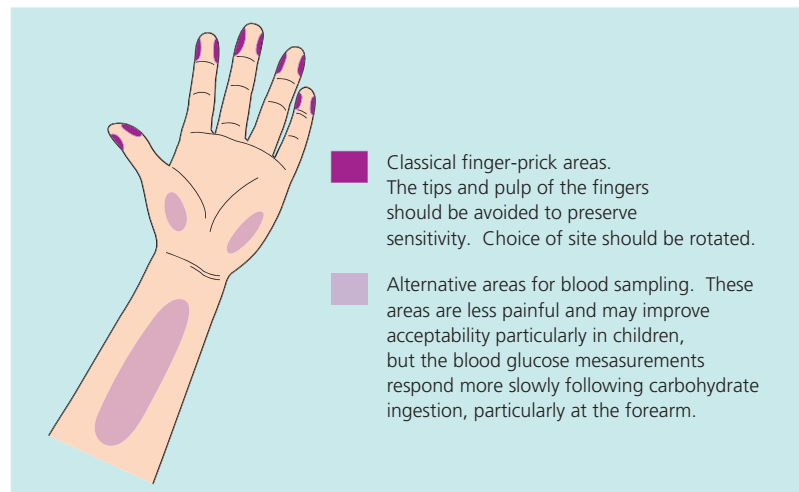 Classical finger-prick areas.
The tips and pulp of the fingers
should be avoided to preserve
sensitivity.  Choice of site should be rotated.
Alternative areas for blood sampling.  These
areas are less painful and may improve
acceptability particularly in children,
but the blood glucose mesasurements
respond more slowly following carbohydrate
ingestion, particularly at the forearm.